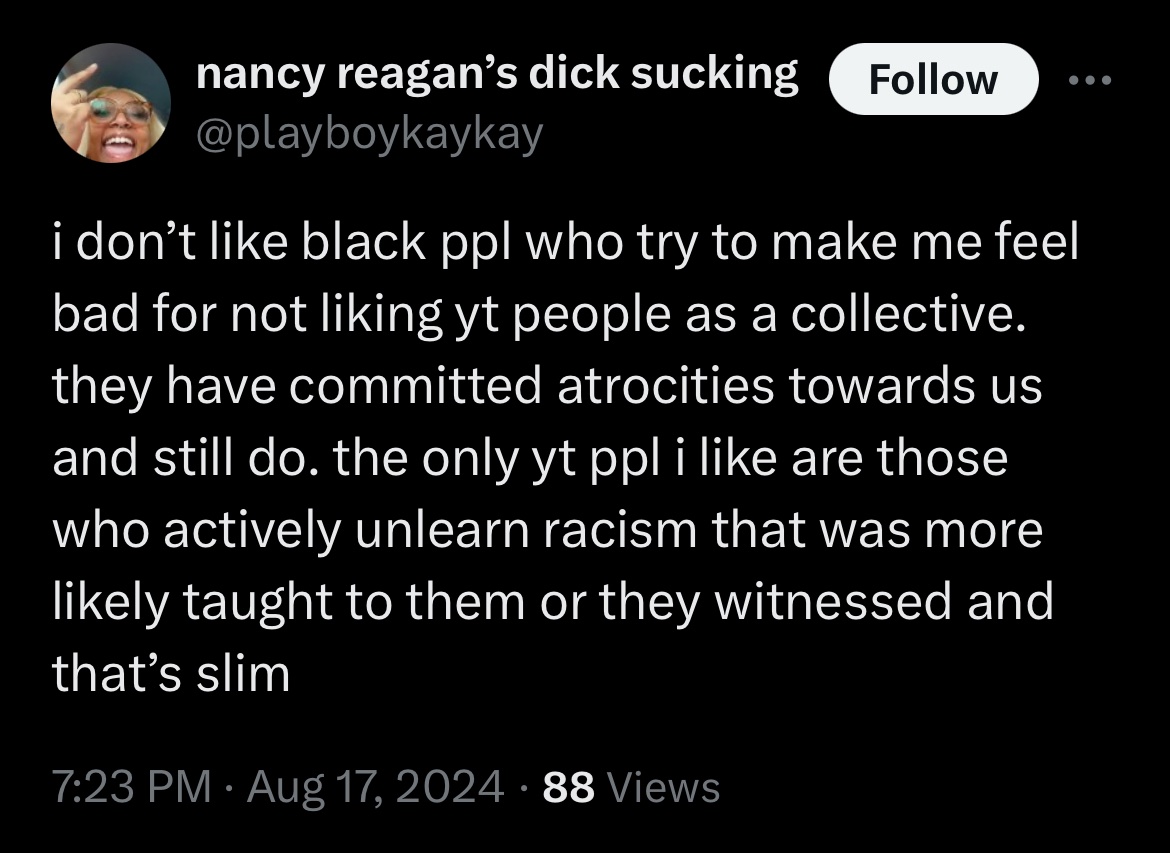 nancy reagan’s dick sucking
Follow
@playboykaykay
i don’t like black ppl who try to make me feel
bad for not liking yt people as a collective.
they have committed atrocities towards us
and still do. the only yt ppl i like are those
who actively unlearn racism that was more
likely taught to them or they witnessed and
that’s slim
7:23 PM · Aug 17, 2024 · 88 Views